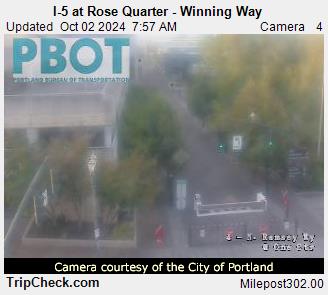 I-5 at Rose Quarter - Winning Way
Updated Oct 02 2024 7:57 AM Camera 4
PBOT
PORTLAND BUREAU OF TRANSPORTATION
Camera courtesy of the City of Portland
TripCheck.com Milepost302.00